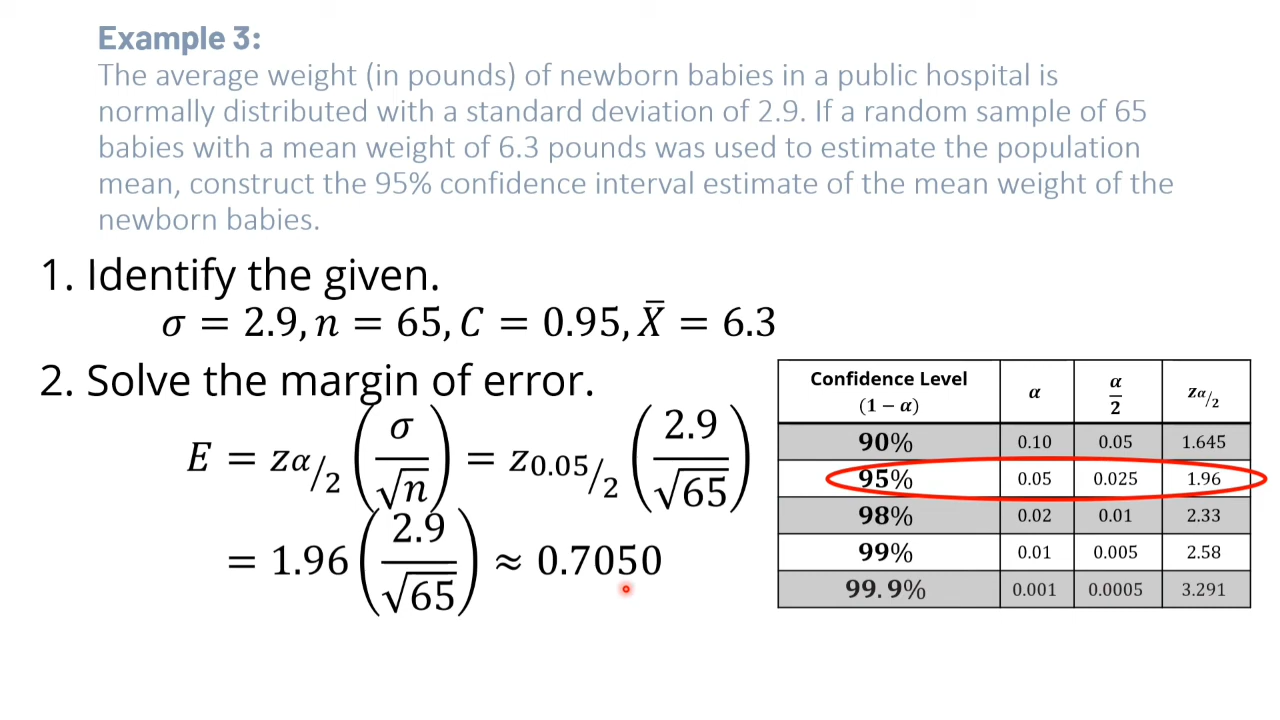 Example 3:
The average weight (in pounds) of newborn babies in a public hospital is
normally distributed with a standard deviation of 2.9. If a random sample of 65
babies with a mean weight of 6.3 pounds was used to estimate the population
mean, construct the 95% confidence interval estimate of the mean weight of the
newborn babies.
1. Identify the given.
σ = 2.9, n = 65, C = 0.95, X̄ = 6.3
2. Solve the margin of error.
E = zα/2 (σ/√n) = z0.05/2 (2.9/√65)
= 1.96 (2.9/√65) ≈ 0.7050
Confidence Level (1 − α) α α/2 zα/2
90% 0.10 0.05 1.645
95% 0.05 0.025 1.96
98% 0.02 0.01 2.33
99% 0.01 0.005 2.58
99.9% 0.001 0.0005 3.291